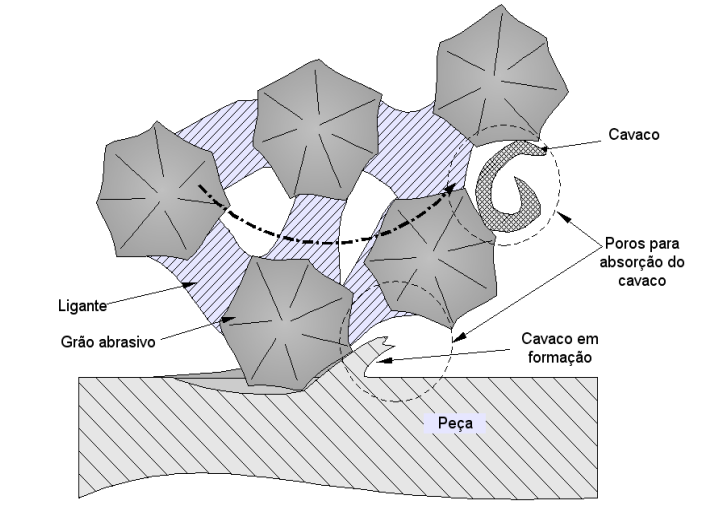 Cavaco
Poros para
absorção do
cavaco
Ligante
Grão abrasivo
Cavaco em
formação
Peça